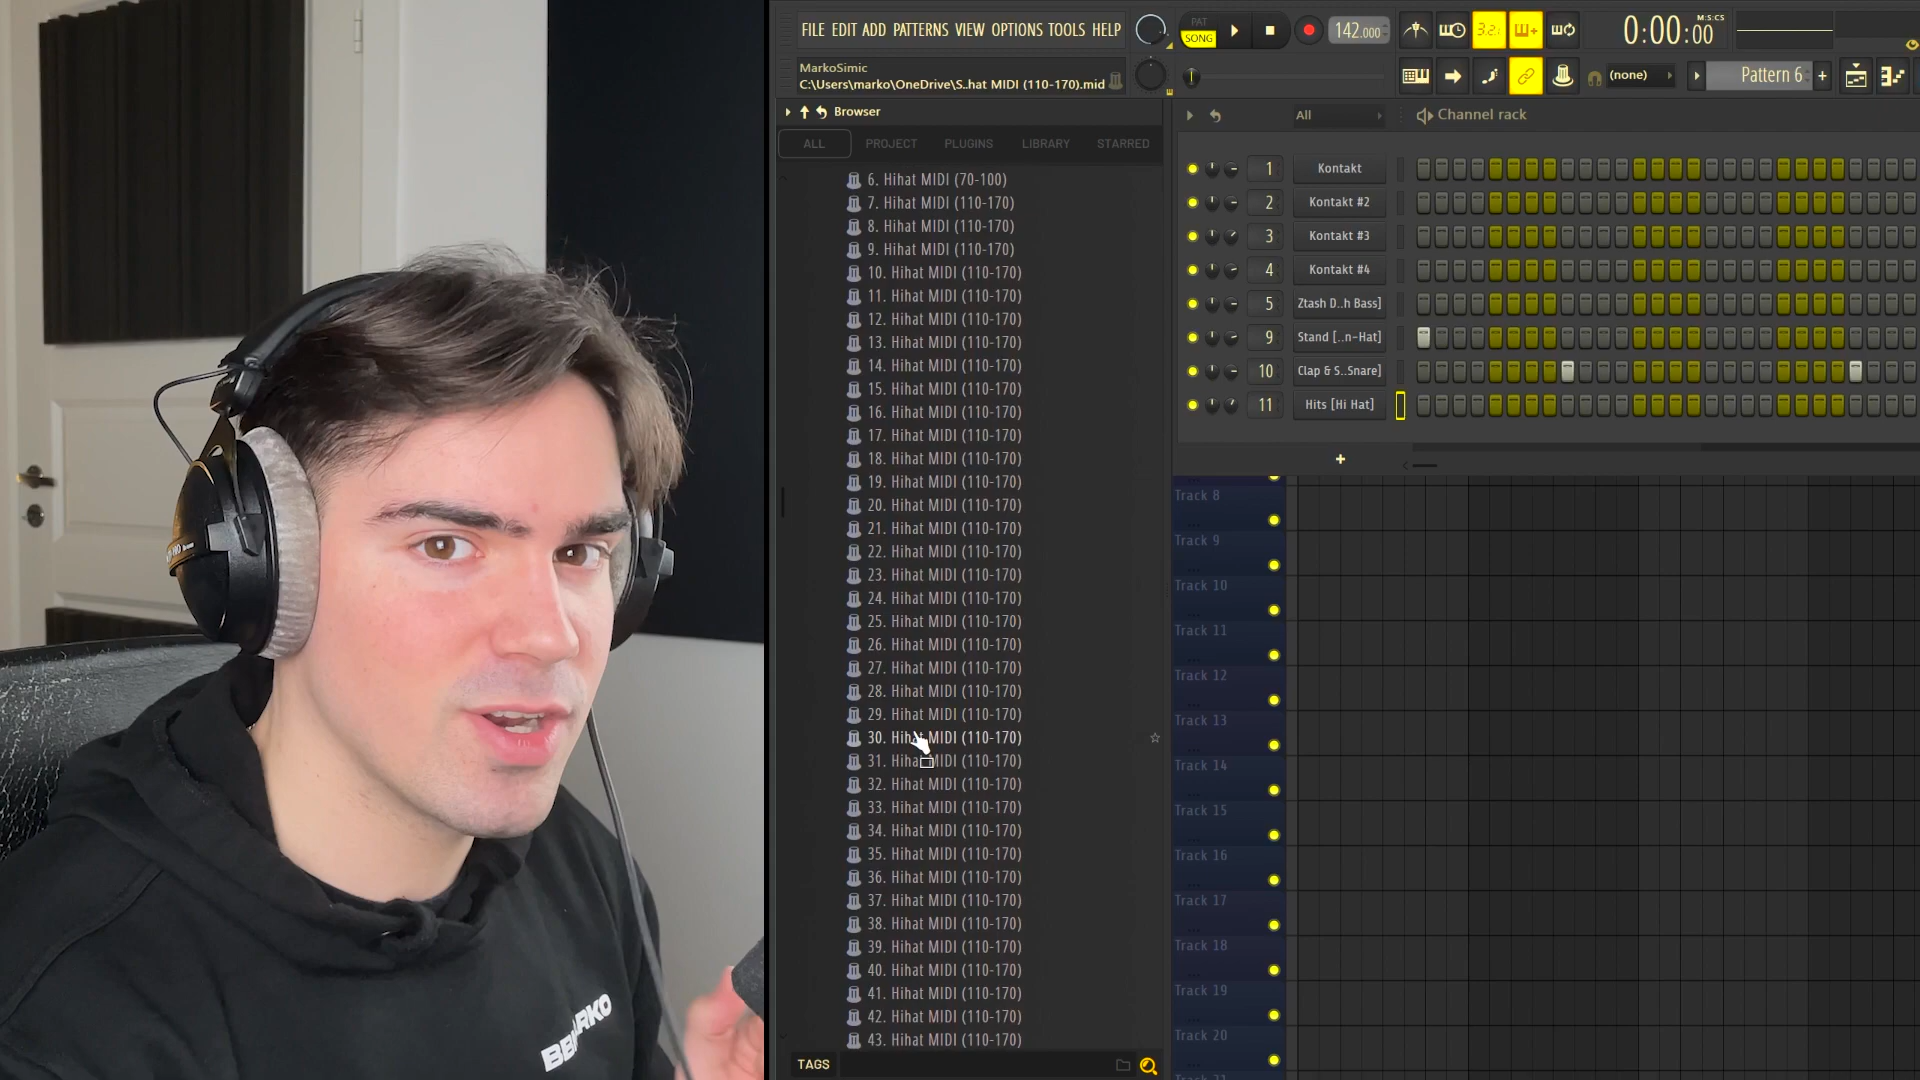 FILE EDIT ADD PATTERNS VIEW OPTIONS TOOLS HELP
PAT
SONG
142.000
3.2.
0:00:00
M:S:CS
MarkoSimic
C:\Users\marko\OneDrive\S..hat MIDI (110-170).mid
(none)
Pattern 6
Browser
ALL
PROJECT
PLUGINS
LIBRARY
STARRED
6. Hihat MIDI (70-100)
7. Hihat MIDI (110-170)
8. Hihat MIDI (110-170)
9. Hihat MIDI (110-170)
10. Hihat MIDI (110-170)
11. Hihat MIDI (110-170)
12. Hihat MIDI (110-170)
13. Hihat MIDI (110-170)
14. Hihat MIDI (110-170)
15. Hihat MIDI (110-170)
16. Hihat MIDI (110-170)
17. Hihat MIDI (110-170)
18. Hihat MIDI (110-170)
19. Hihat MIDI (110-170)
20. Hihat MIDI (110-170)
21. Hihat MIDI (110-170)
22. Hihat MIDI (110-170)
23. Hihat MIDI (110-170)
24. Hihat MIDI (110-170)
25. Hihat MIDI (110-170)
26. Hihat MIDI (110-170)
27. Hihat MIDI (110-170)
28. Hihat MIDI (110-170)
29. Hihat MIDI (110-170)
30. Hihat MIDI (110-170)
31. Hihat MIDI (110-170)
32. Hihat MIDI (110-170)
33. Hihat MIDI (110-170)
34. Hihat MIDI (110-170)
35. Hihat MIDI (110-170)
36. Hihat MIDI (110-170)
37. Hihat MIDI (110-170)
38. Hihat MIDI (110-170)
39. Hihat MIDI (110-170)
40. Hihat MIDI (110-170)
41. Hihat MIDI (110-170)
42. Hihat MIDI (110-170)
43. Hihat MIDI (110-170)
TAGS
All
Channel rack
1 Kontakt
2 Kontakt #2
3 Kontakt #3
4 Kontakt #4
5 Ztash D..h Bass]
9 Stand [..n-Hat]
10 Clap & S..Snare]
11 Hits [Hi Hat]
Track 8
Track 9
Track 10
Track 11
Track 12
Track 13
Track 14
Track 15
Track 16
Track 17
Track 18
Track 19
Track 20